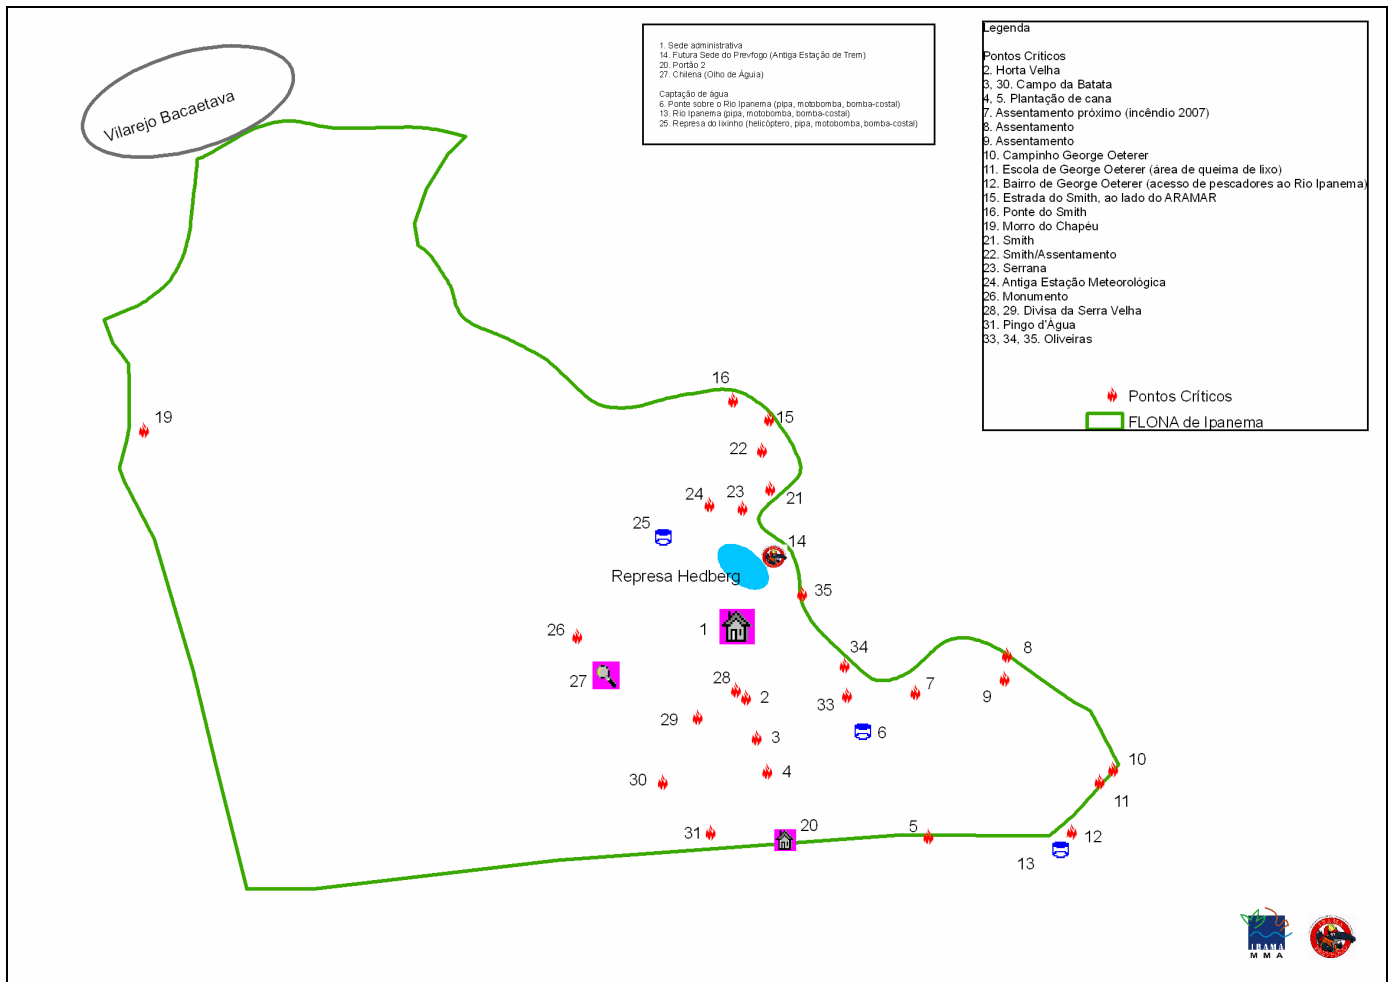 1. Sede administrativa
14. Futura Sede do Prevfogo (Antiga Estação de Trem)
20. Portão 2
27. Chilena (Olho de Águia)
Captação de água
6. Ponte sobre o Rio Ipanema (pipa, motobomba, bomba-costal)
13. Rio Ipanema (pipa, motobomba, bomba-costal)
25. Represa do lixinho (helicóptero, pipa, motobomba, bomba-costal)
Legenda
Pontos Críticos
2. Horta Velha
3, 30. Campo da Batata
4, 5. Plantação de cana
7. Assentamento próximo (incêndio 2007)
8. Assentamento
9. Assentamento
10. Campinho George Oeterer
11. Escola de George Oeterer (área de queima de lixo)
12. Bairro de George Oeterer (acesso de pescadores ao Rio Ipanema)
15. Estrada do Smith, ao lado do ARAMAR
16. Ponte do Smith
19. Morro do Chapéu
21. Smith
22. Smith/Assentamento
23. Serrana
24. Antiga Estação Meteorológica
26. Monumento
28, 29. Divisa da Serra Velha
31. Pingo d'Água
33, 34, 35. Oliveiras
Pontos Críticos
FLONA de Ipanema
Vilarejo Bacaetava
16
15
19
22
24
23
21
25
14
Represa Hedberg
35
1
26
34
8
27
28
2
33
7
9
29
3
6
30
4
10
11
31
20
5
12
13
IBAMA
MMA